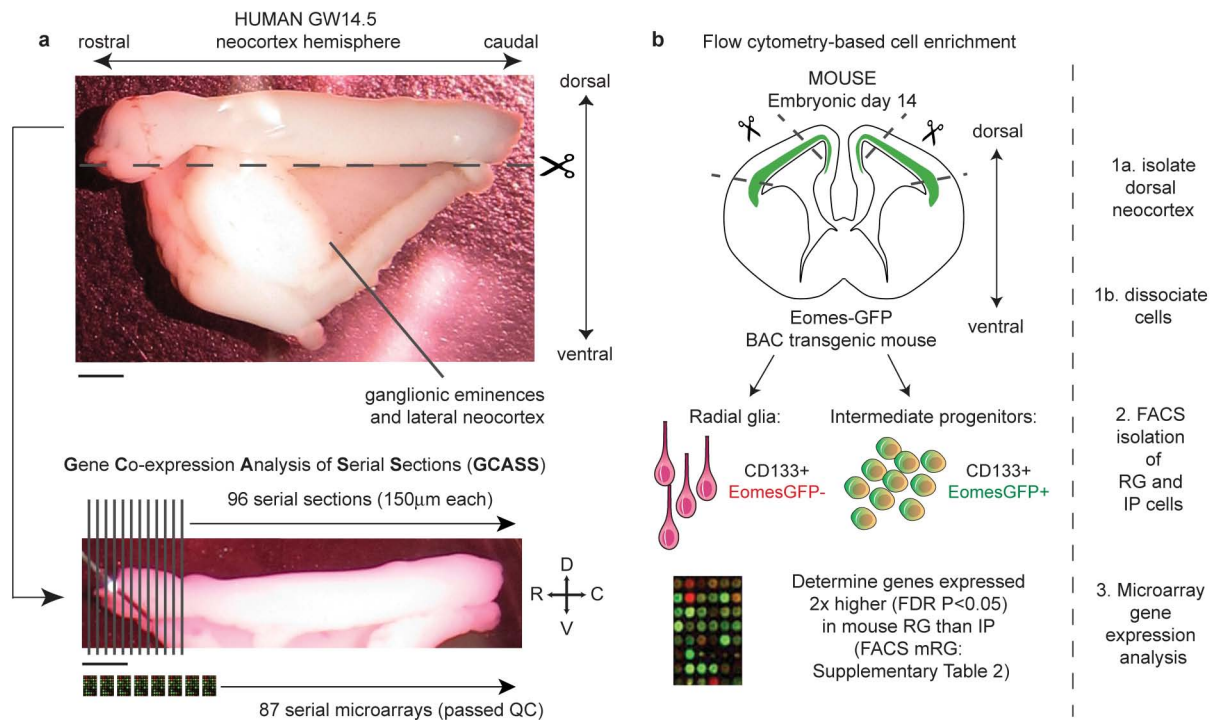 a
HUMAN GW14.5
neocortex hemisphere
rostral
caudal
dorsal
ventral
ganglionic eminences
and lateral neocortex
Gene Co-expression Analysis of Serial Sections (GCASS)
96 serial sections (150µm each)
D
R
C
V
87 serial microarrays (passed QC)
b
Flow cytometry-based cell enrichment
MOUSE
Embryonic day 14
dorsal
ventral
Eomes-GFP
BAC transgenic mouse
Radial glia:
CD133+
EomesGFP-
Intermediate progenitors:
CD133+
EomesGFP+
Determine genes expressed
2x higher (FDR P<0.05)
in mouse RG than IP
(FACS mRG:
Supplementary Table 2)
1a. isolate
dorsal
neocortex
1b. dissociate
cells
2. FACS
isolation
of
RG and
IP cells
3. Microarray
gene
expression
analysis